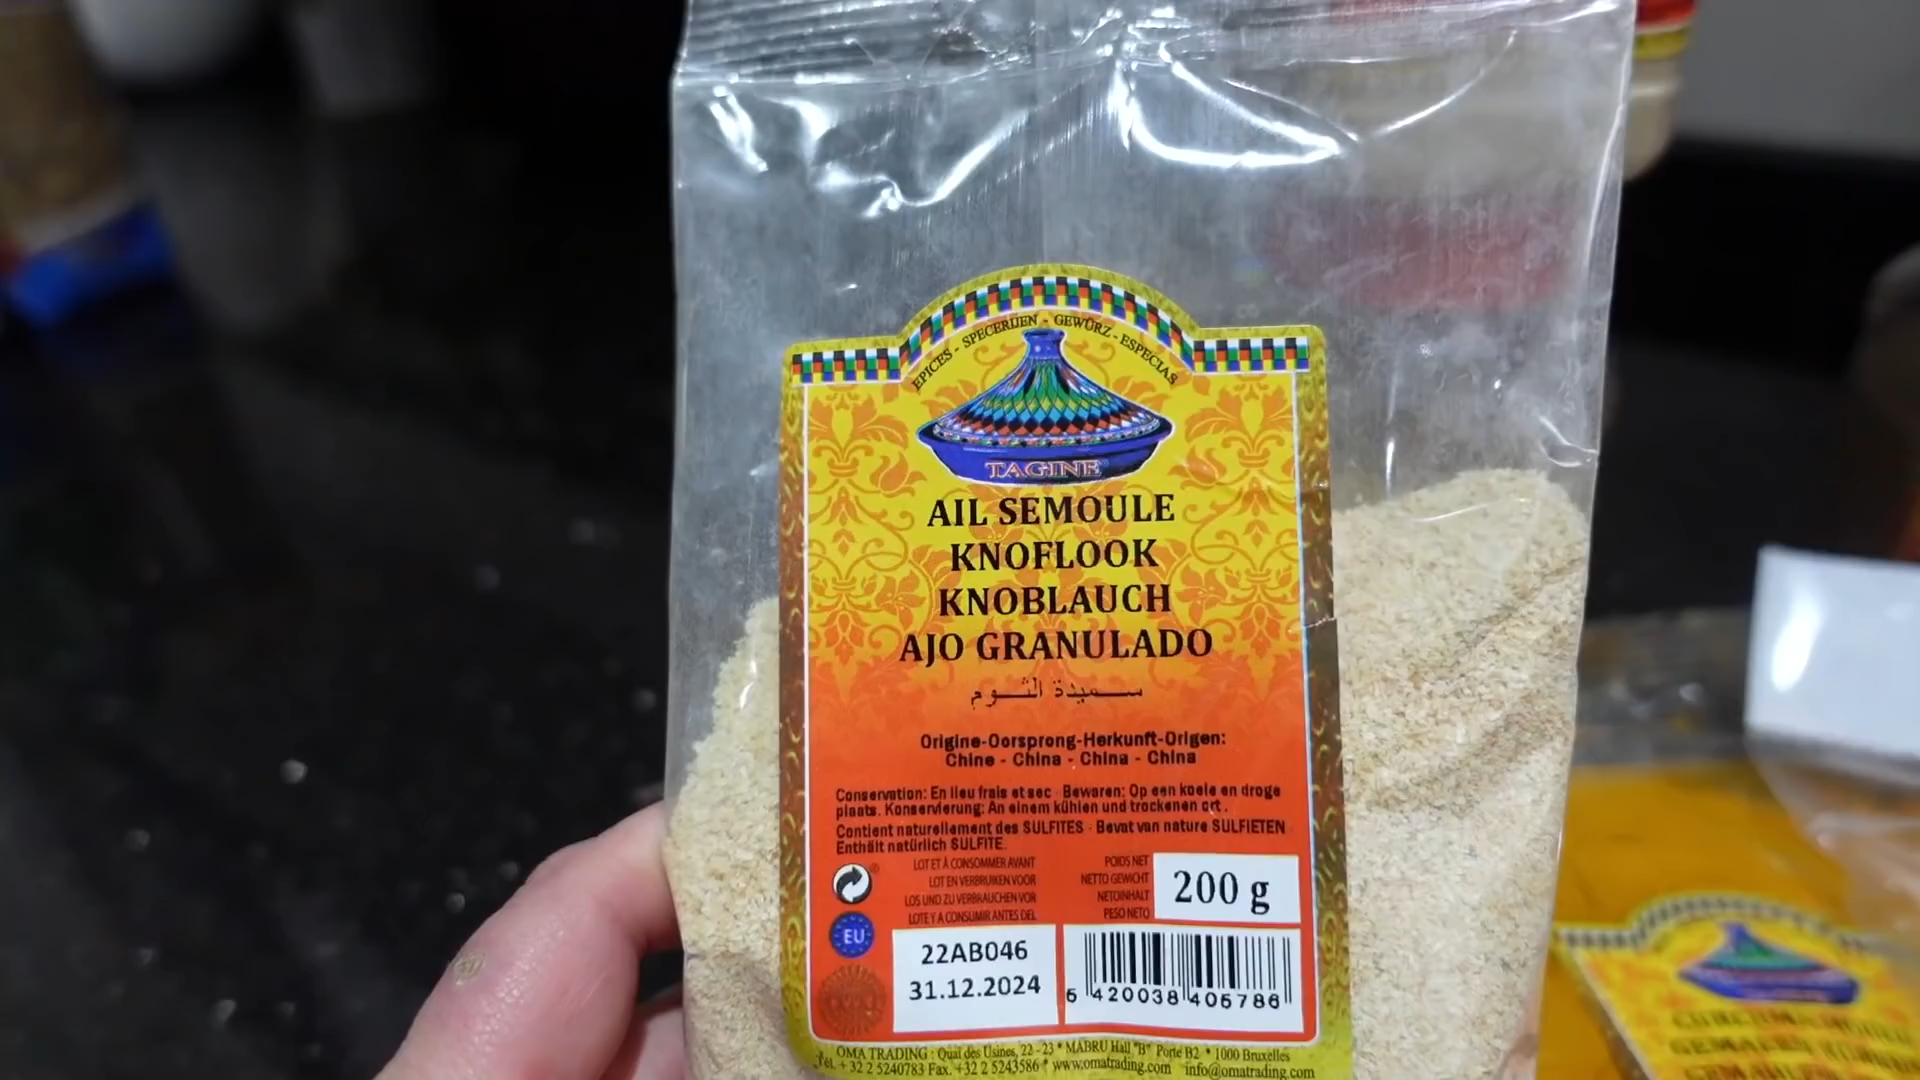 EPICES - SPECERIJEN - GEWÜRZ - ESPECIAS
TAGINE
AIL SEMOULE
KNOFLOOK
KNOBLAUCH
AJO GRANULADO
سميدة الثوم
Origine-Oorsprong-Herkunft-Origen:
Chine - China - China - China
Conservation: En lieu frais et sec - Bewaren: Op een koele en droge
plaats. Konservierung: An einem kühlen und trockenen ort.
Contient naturellement des SULFITES - Bevat van nature SULFIETEN
Enthält natürlich SULFITE.
LOT ET À CONSOMMER AVANT
LOT EN VERBRUIKEN VOOR
LOS UND ZU VERBRAUCHEN VOR
LOTE Y A CONSUMIR ANTES DEL
POIDS NET
NETTO GEWICHT
NETOINHALT
PESO NETO
200 g
EU
22AB046
31.12.2024
5 420038 405786
OMA TRADING : Quai des Usines, 22 - 23 * MABRU Hall "B" Porte B2 * 1000 Bruxelles
Tél. + 32 2 5240783 Fax. +32 2 5243586 * www.omatrading.com info@omatrading.com